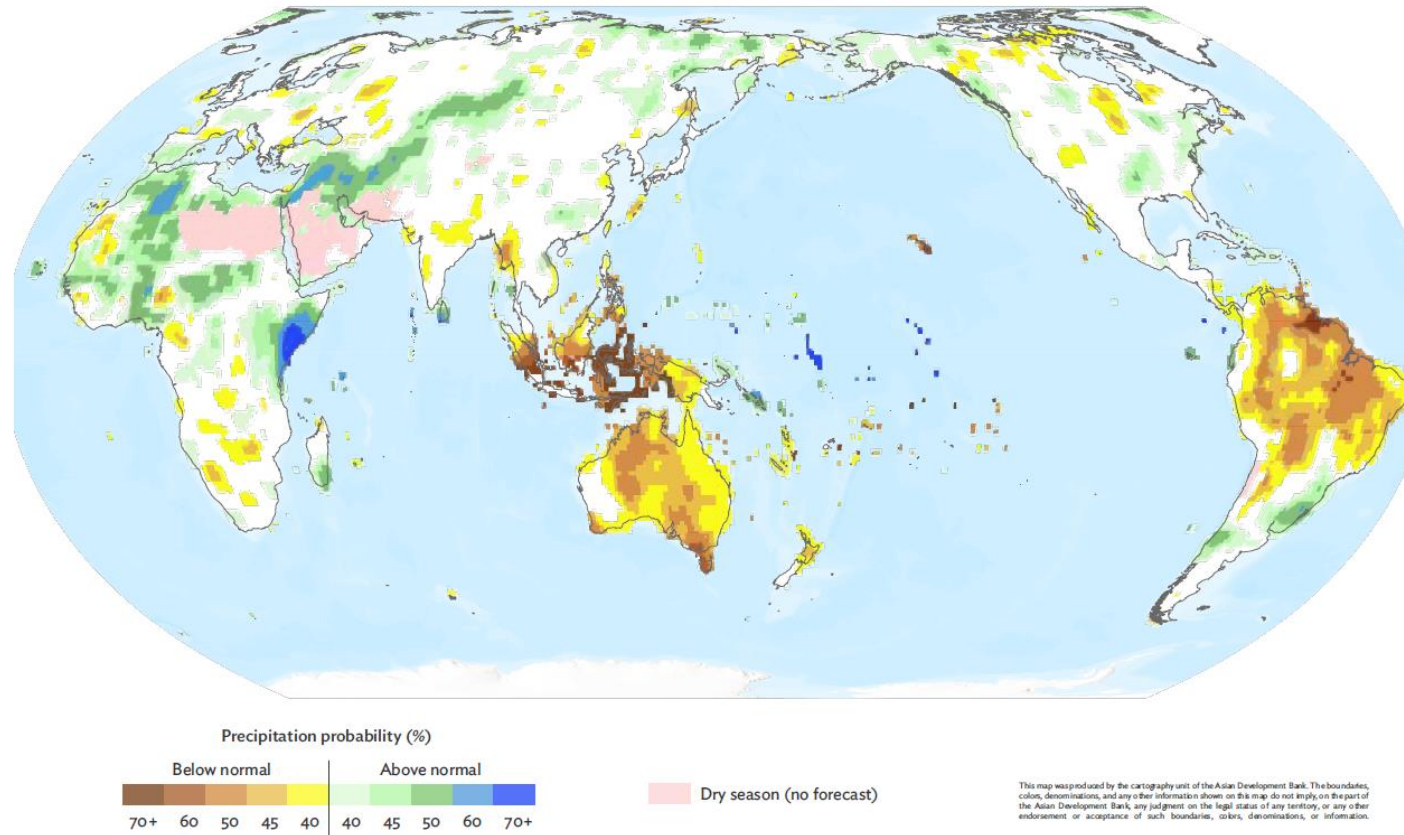 Precipitation probability (%)
Below normal Above normal
70+ 60 50 45 40 40 45 50 60 70+
Dry season (no forecast)
This map was produced by the cartography unit of the Asian Development Bank. The boundaries,
colors, denominations, and any other information shown on this map do not imply, on the part of
the Asian Development Bank, any judgment on the legal status of any territory, or any other
endorsement or acceptance of such boundaries, colors, denominations, or information.